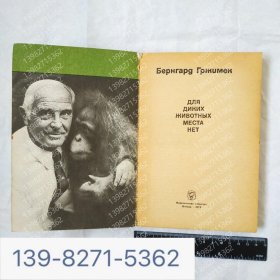 Бернгард Гржимек
ДЛЯ
ДИКИХ
ЖИВОТНЫХ
МЕСТА
НЕТ
139-8271-5362